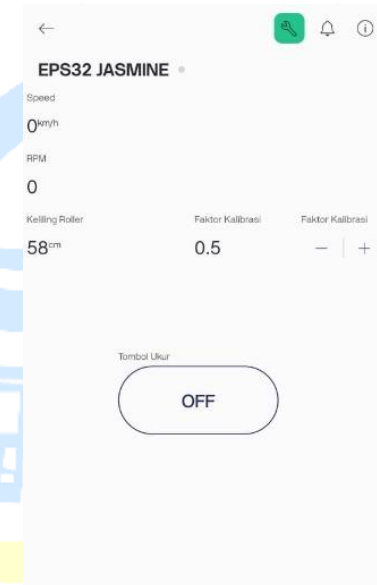 EPS32 JASMINE
Speed
0km/h
RPM
0
Keliling Roller Faktor Kalibrasi Faktor Kalibrasi
58cm 0.5 — +
Tombol Ukur
OFF